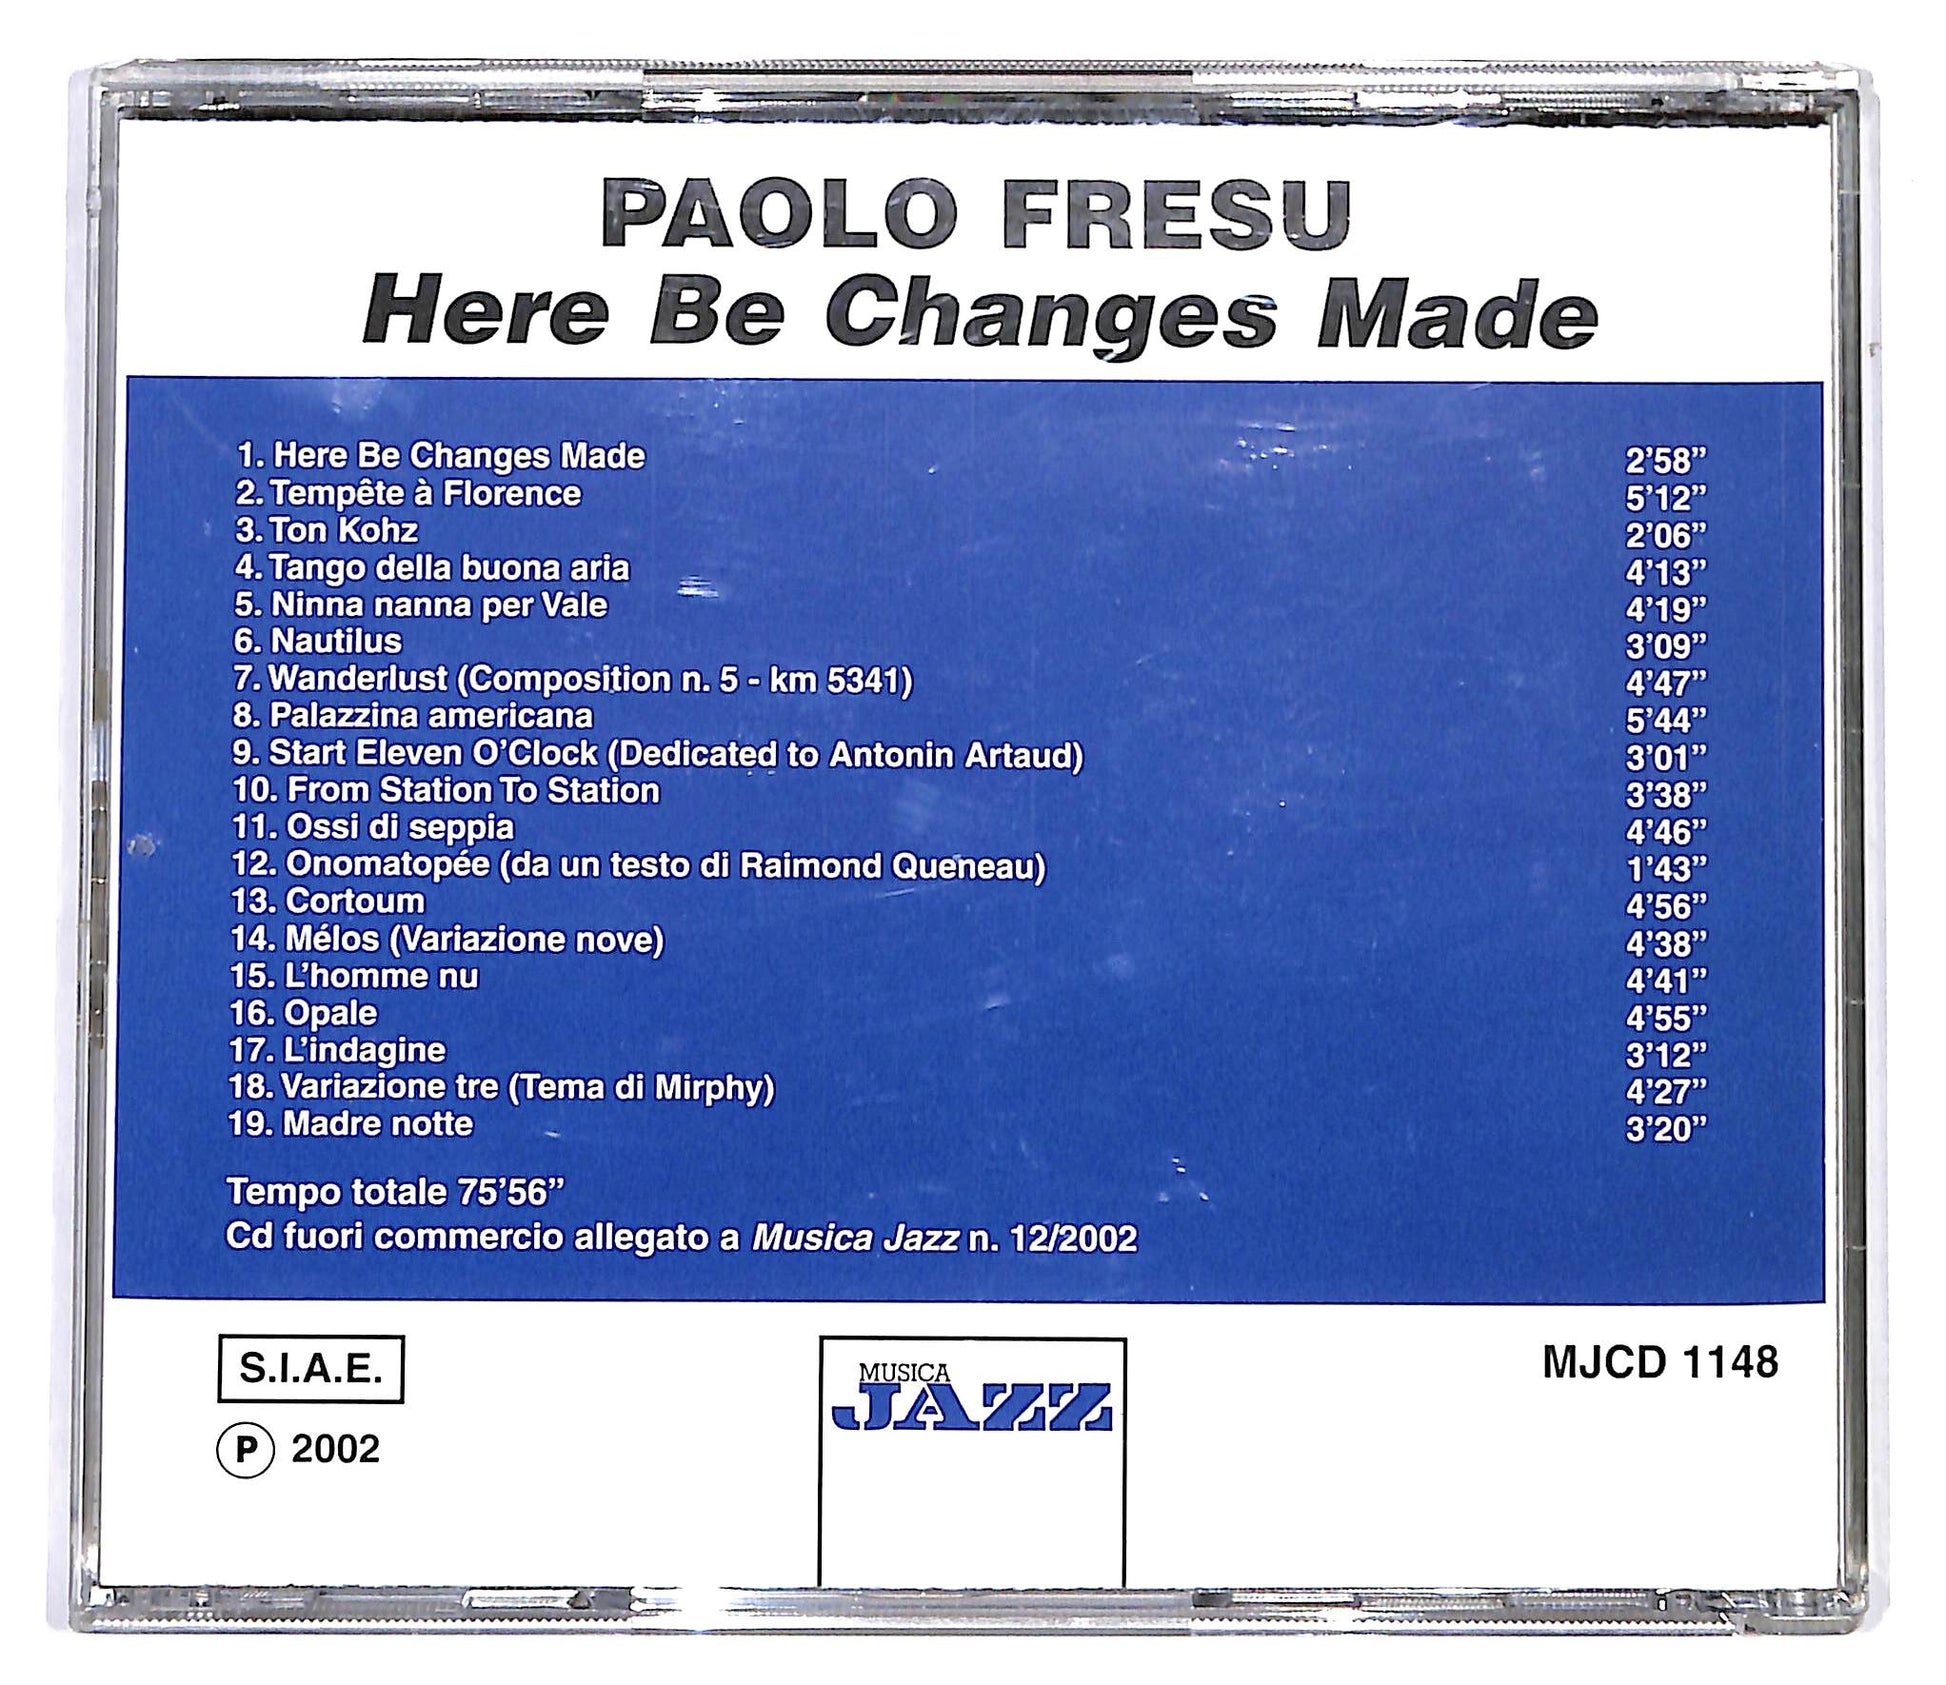 PAOLO FRESU
Here Be Changes Made
1. Here Be Changes Made 2'58”
2. Tempête à Florence 5'12”
3. Ton Kohz 2'06”
4. Tango della buona aria 4'13”
5. Ninna nanna per Vale 4'19”
6. Nautilus 3'09”
7. Wanderlust (Composition n. 5 - km 5341) 4'47”
8. Palazzina americana 5'44”
9. Start Eleven O’Clock (Dedicated to Antonin Artaud) 3'01”
10. From Station To Station 3'38”
11. Ossi di seppia 4'46”
12. Onomatopée (da un testo di Raimond Queneau) 1'43”
13. Cortoum 4'56”
14. Mélos (Variazione nove) 4'38”
15. L’homme nu 4'41”
16. Opale 4'55”
17. L’indagine 3'12”
18. Variazione tre (Tema di Mirphy) 4'27”
19. Madre notte 3'20”
Tempo totale 75’56”
Cd fuori commercio allegato a Musica Jazz n. 12/2002
S.I.A.E.
MUSICA
JAZZ
MJCD 1148
℗ 2002